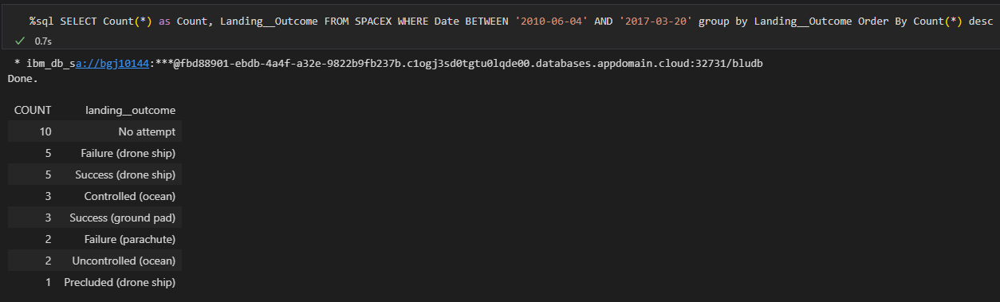 %sql SELECT Count(*) as Count, Landing__Outcome FROM SPACEX WHERE Date BETWEEN '2010-06-04' AND '2017-03-20' group by Landing__Outcome Order By Count(*) desc
0.7s
* ibm_db_sa://bgj10144:***@fbd88901-ebdb-4a4f-a32e-9822b9fb237b.c1ogj3sd0tgtu0lqde00.databases.appdomain.cloud:32731/bludb
Done.
COUNT landing__outcome
10 No attempt
5 Failure (drone ship)
5 Success (drone ship)
3 Controlled (ocean)
3 Success (ground pad)
2 Failure (parachute)
2 Uncontrolled (ocean)
1 Precluded (drone ship)